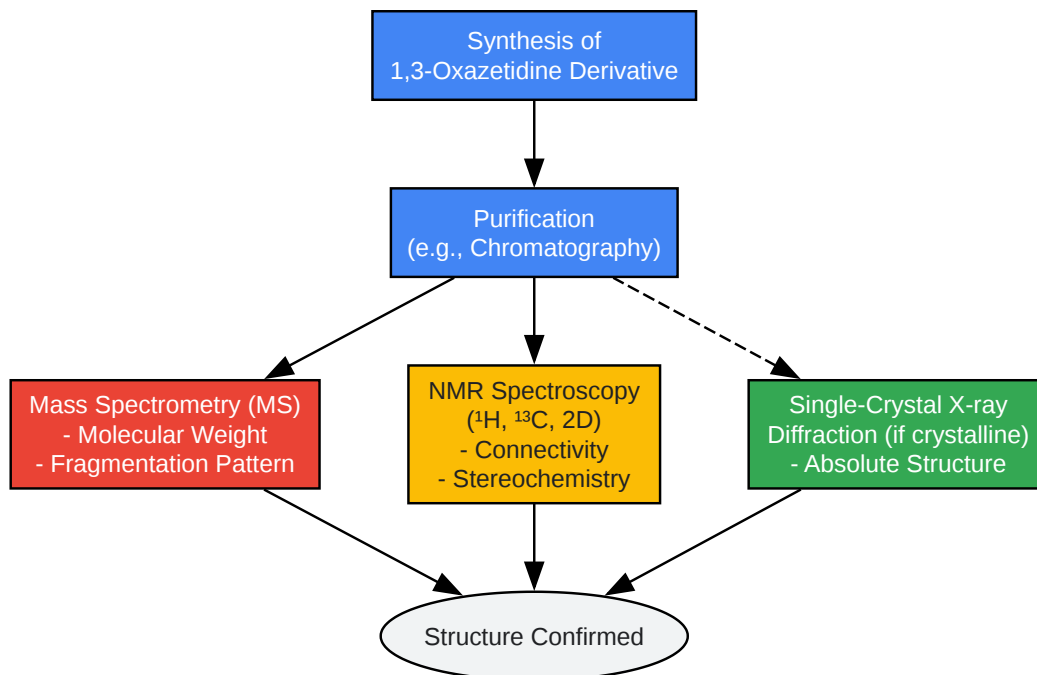 Synthesis of
1,3-Oxazetidine Derivative
Purification
(e.g., Chromatography)
Mass Spectrometry (MS)
- Molecular Weight
- Fragmentation Pattern
NMR Spectroscopy
(¹H, ¹³C, 2D)
- Connectivity
- Stereochemistry
Single-Crystal X-ray
Diffraction (if crystalline)
- Absolute Structure
Structure Confirmed